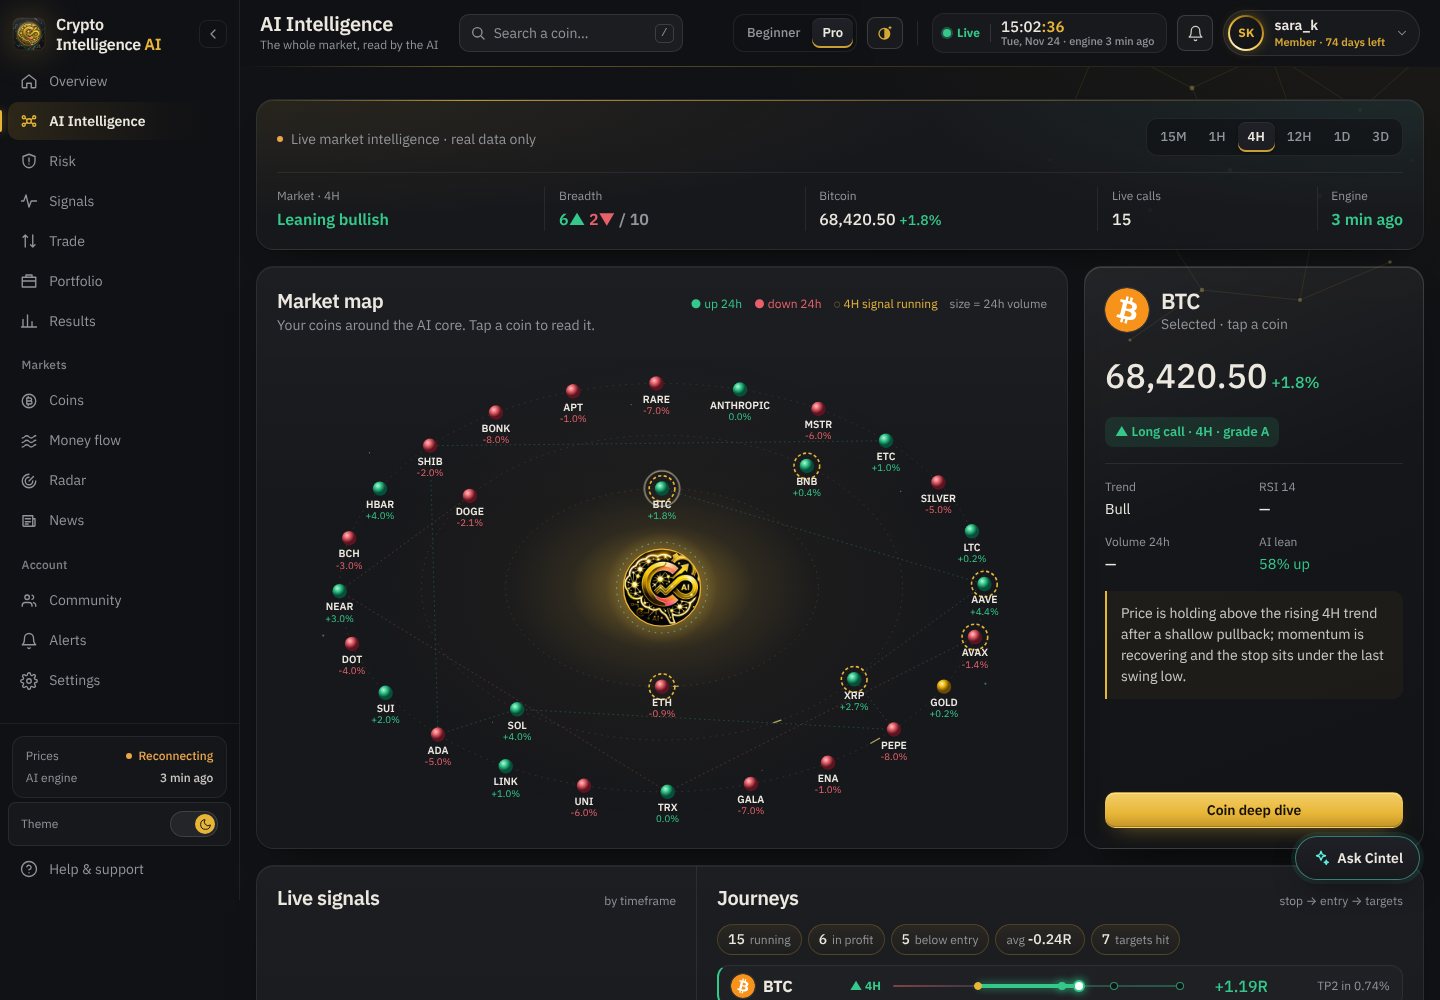 Crypto
Intelligence AI
Overview
AI Intelligence
Risk
Signals
Trade
Portfolio
Results
Markets
Coins
Money flow
Radar
News
Account
Community
Alerts
Settings
Prices Reconnecting
AI engine 3 min ago
Theme
Help & support
AI Intelligence
The whole market, read by the AI
Search a coin... /
Beginner Pro
Live
15:02:36
Tue, Nov 24 · engine 3 min ago
SK
sara_k
Member · 74 days left
Live market intelligence · real data only
15M 1H 4H 12H 1D 3D
Market · 4H
Leaning bullish
Breadth
6▲ 2▼ / 10
Bitcoin
68,420.50 +1.8%
Live calls
15
Engine
3 min ago
Market map
Your coins around the AI core. Tap a coin to read it.
up 24h down 24h 4H signal running size = 24h volume
RARE
-7.0%
APT
-1.0%
ANTHROPIC
0.0%
BONK
-8.0%
MSTR
-6.0%
SHIB
-2.0%
ETC
+1.0%
BNB
+0.4%
HBAR
+4.0%
DOGE
-2.1%
BTC
+1.8%
SILVER
-5.0%
BCH
-3.0%
LTC
+0.2%
AI
NEAR
+3.0%
AAVE
+4.4%
DOT
-4.0%
AVAX
-1.4%
SUI
+2.0%
ETH
-0.9%
XRP
+2.7%
GOLD
+0.2%
SOL
+4.0%
ADA
-5.0%
PEPE
-8.0%
LINK
+1.0%
ENA
-1.0%
UNI
-6.0%
TRX
0.0%
GALA
-7.0%
BTC
Selected · tap a coin
68,420.50 +1.8%
▲ Long call · 4H · grade A
Trend
Bull
RSI 14
—
Volume 24h
—
AI lean
58% up
Price is holding above the rising 4H trend
after a shallow pullback; momentum is
recovering and the stop sits under the last
swing low.
Coin deep dive
Ask Cintel
Live signals
by timeframe
Journeys
stop → entry → targets
15 running
6 in profit
5 below entry
avg -0.24R
7 targets hit
BTC ▲ 4H +1.19R TP2 in 0.74%